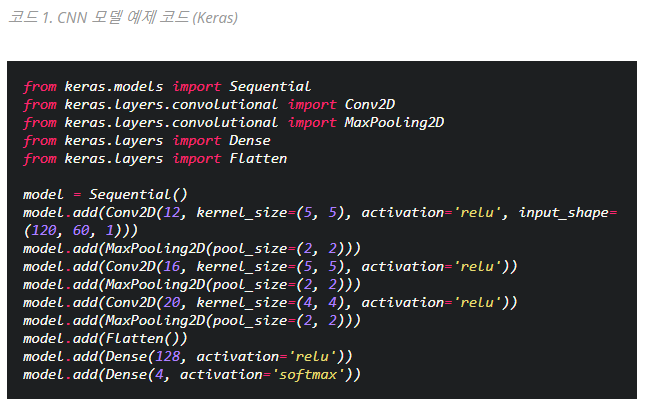 코드 1. CNN 모델 예제 코드 (Keras)
from keras.models import Sequential
from keras.layers.convolutional import Conv2D
from keras.layers.convolutional import MaxPooling2D
from keras.layers import Dense
from keras.layers import Flatten
model = Sequential()
model.add(Conv2D(12, kernel_size=(5, 5), activation='relu', input_shape=
(120, 60, 1)))
model.add(MaxPooling2D(pool_size=(2, 2)))
model.add(Conv2D(16, kernel_size=(5, 5), activation='relu'))
model.add(MaxPooling2D(pool_size=(2, 2)))
model.add(Conv2D(20, kernel_size=(4, 4), activation='relu'))
model.add(MaxPooling2D(pool_size=(2, 2)))
model.add(Flatten())
model.add(Dense(128, activation='relu'))
model.add(Dense(4, activation='softmax'))